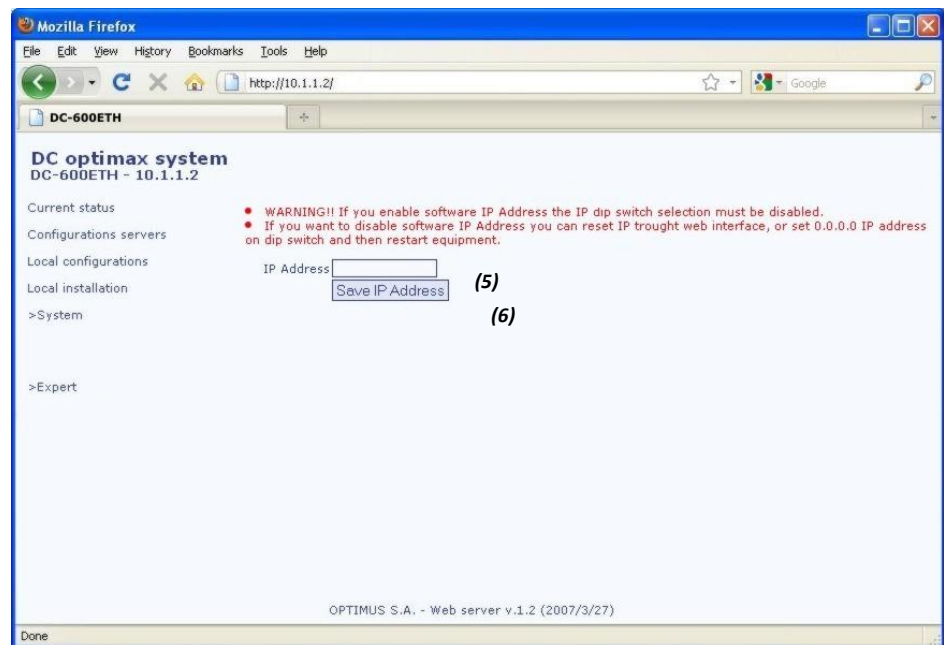 Mozilla Firefox
File Edit View History Bookmarks Tools Help
http://10.1.1.2/
Google
DC-600ETH
DC optimax system
DC-600ETH - 10.1.1.2
Current status
Configurations servers
Local configurations
Local installation
>System
>Expert
WARNING!! If you enable software IP Address the IP dip switch selection must be disabled.
If you want to disable software IP Address you can reset IP trought web interface, or set 0.0.0.0 IP address
on dip switch and then restart equipment.
IP Address
(5)
Save IP Address
(6)
OPTIMUS S.A. - Web server v.1.2 (2007/3/27)
Done